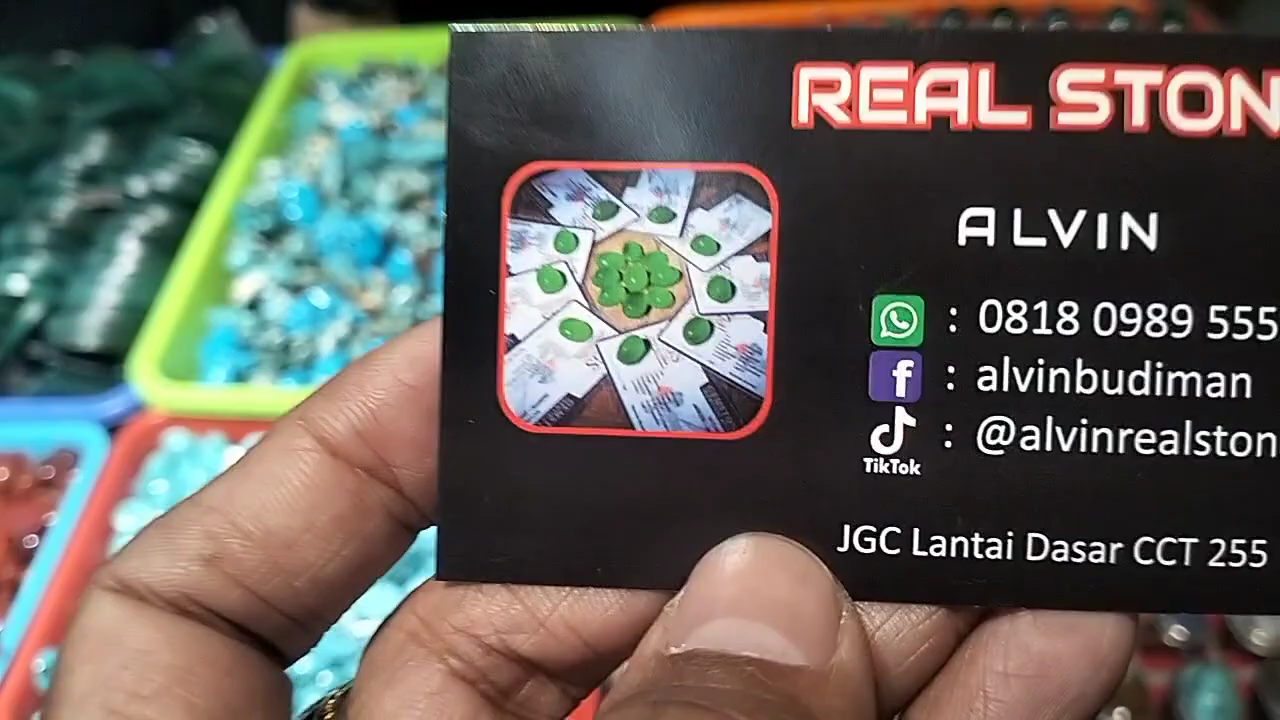 REAL STON
ALVIN
: 0818 0989 555
: alvinbudiman
TikTok : @alvinrealston
JGC Lantai Dasar CCT 255